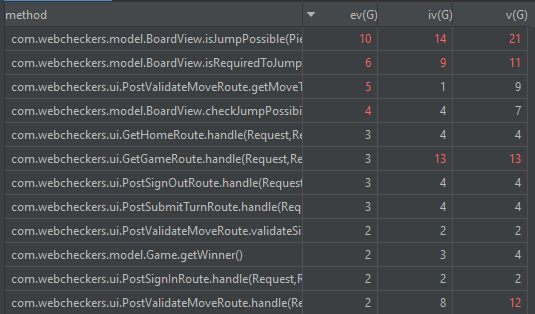 method ev(G) iv(G) v(G)
com.webcheckers.model.BoardView.isJumpPossible(Pie 10 14 21
com.webcheckers.model.BoardView.isRequiredToJump 6 9 11
com.webcheckers.ui.PostValidateMoveRoute.getMoveT 5 1 9
com.webcheckers.model.BoardView.checkJumpPossibi 4 4 7
com.webcheckers.ui.GetHomeRoute.handle(Request,Re 3 4 4
com.webcheckers.ui.GetGameRoute.handle(Request,Re 3 13 13
com.webcheckers.ui.PostSignOutRoute.handle(Request 3 4 4
com.webcheckers.ui.PostSubmitTurnRoute.handle(Req 3 4 4
com.webcheckers.ui.PostValidateMoveRoute.validateSi 2 2 2
com.webcheckers.model.Game.getWinner() 2 3 4
com.webcheckers.ui.PostSignInRoute.handle(Request,R 2 2 2
com.webcheckers.ui.PostValidateMoveRoute.handle(Re 2 8 12